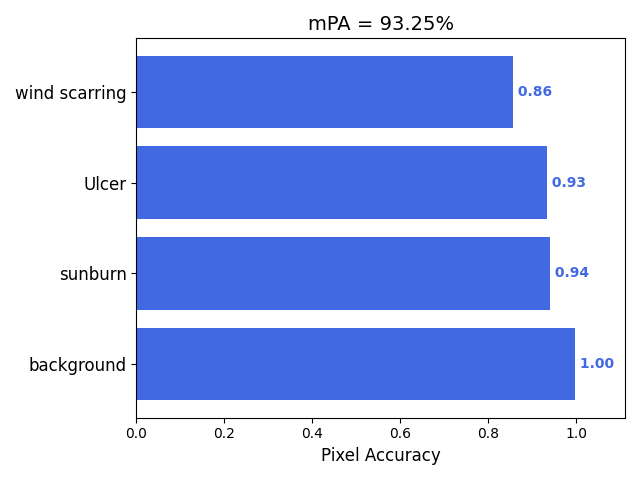 mPA = 93.25%
wind scarring
0.86
Ulcer
0.93
sunburn
0.94
background
1.00
0.0 0.2 0.4 0.6 0.8 1.0
Pixel Accuracy